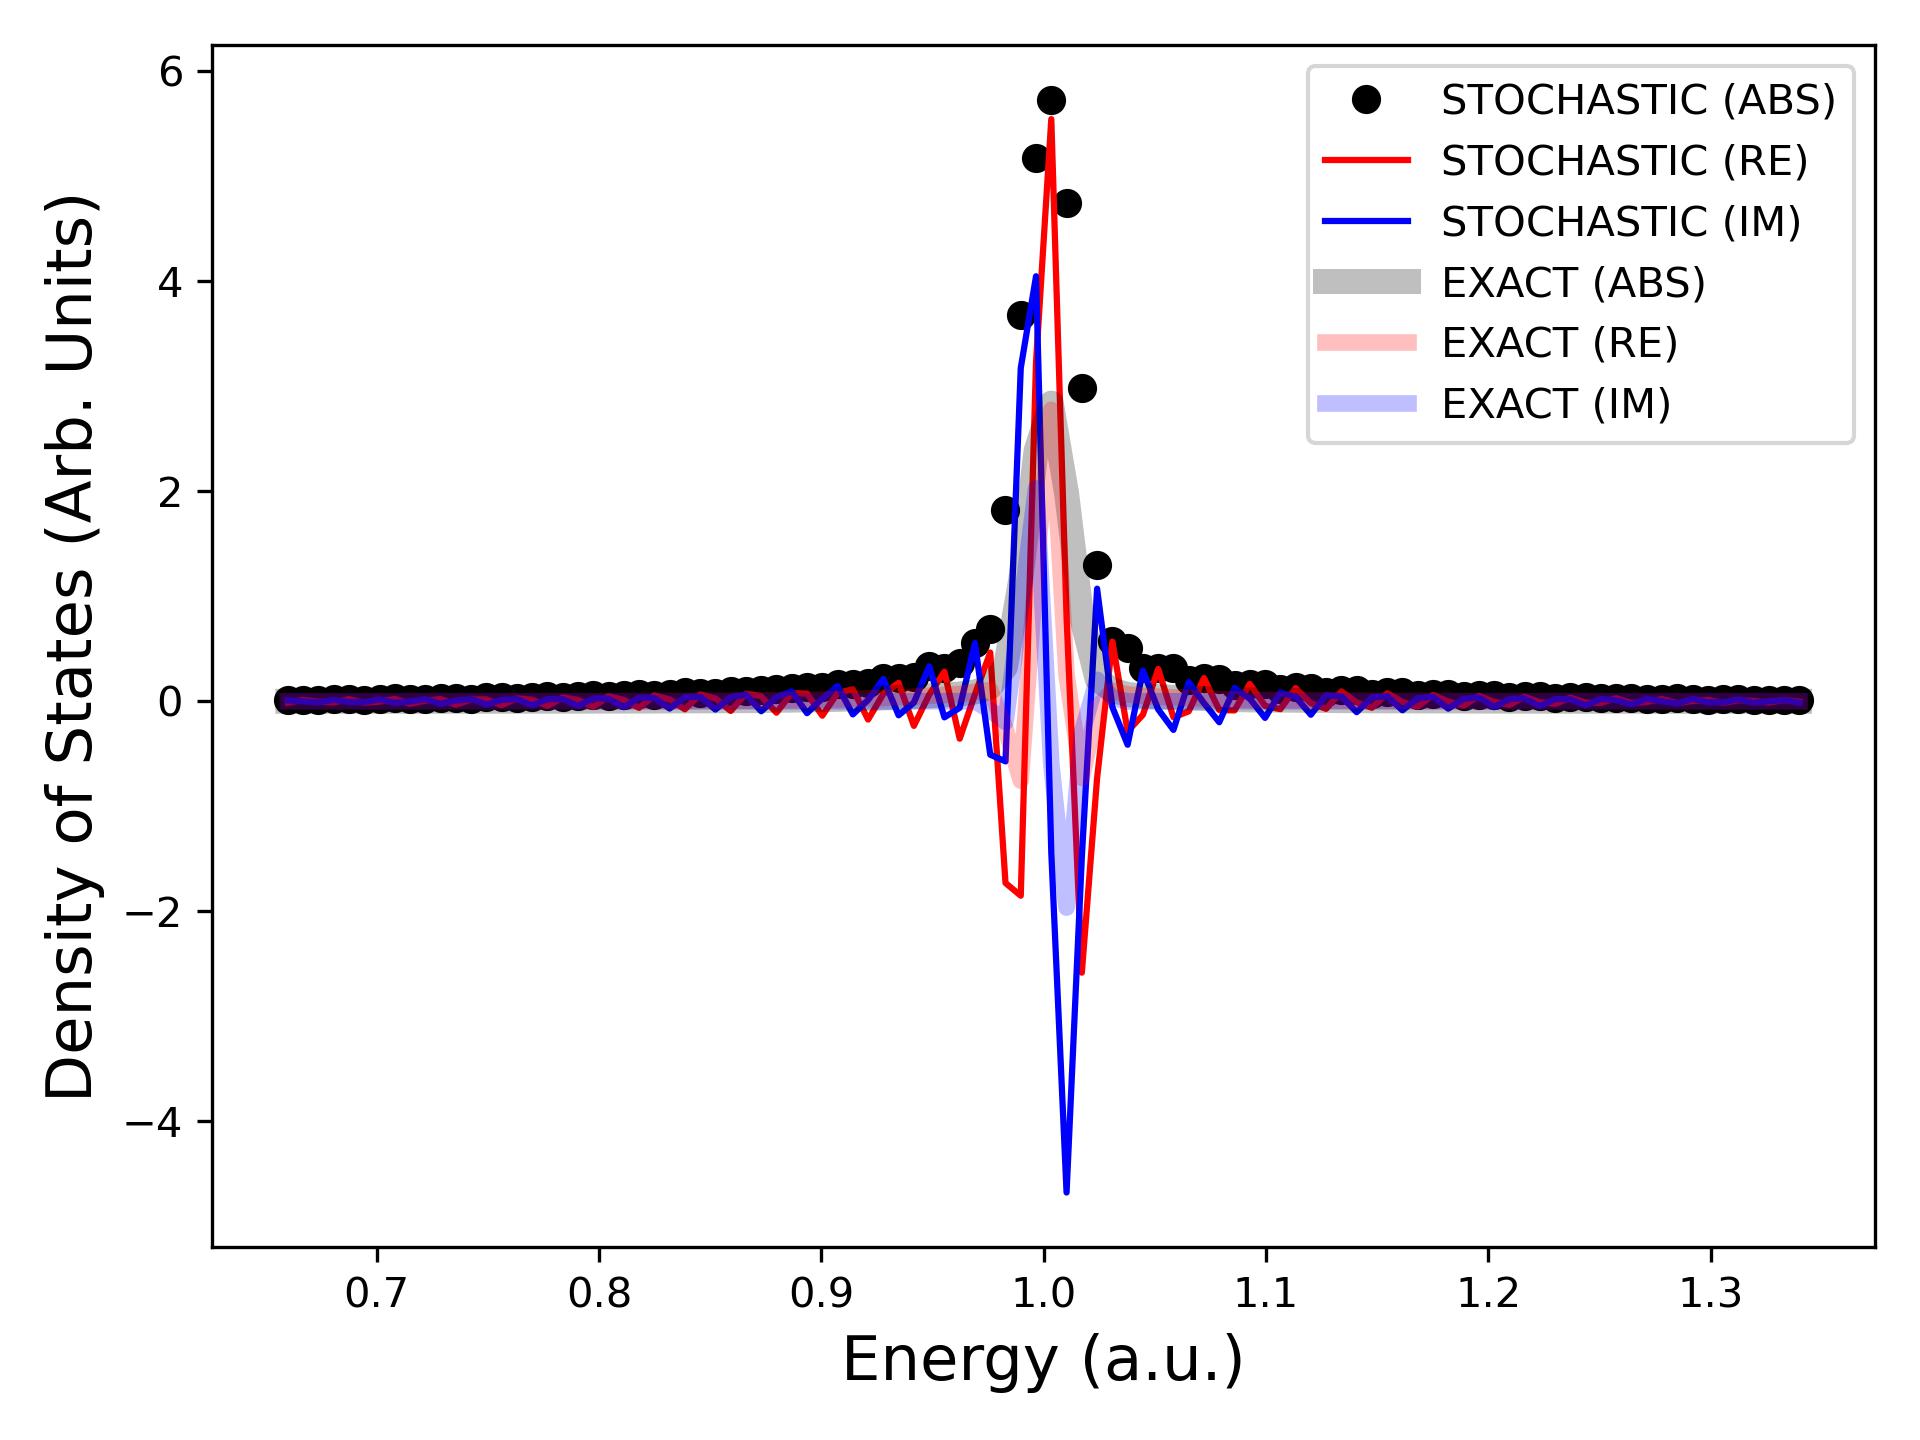 6
4
2
0
−2
−4
Density of States (Arb. Units)
STOCHASTIC (ABS)
STOCHASTIC (RE)
STOCHASTIC (IM)
EXACT (ABS)
EXACT (RE)
EXACT (IM)
0.7 0.8 0.9 1.0 1.1 1.2 1.3
Energy (a.u.)